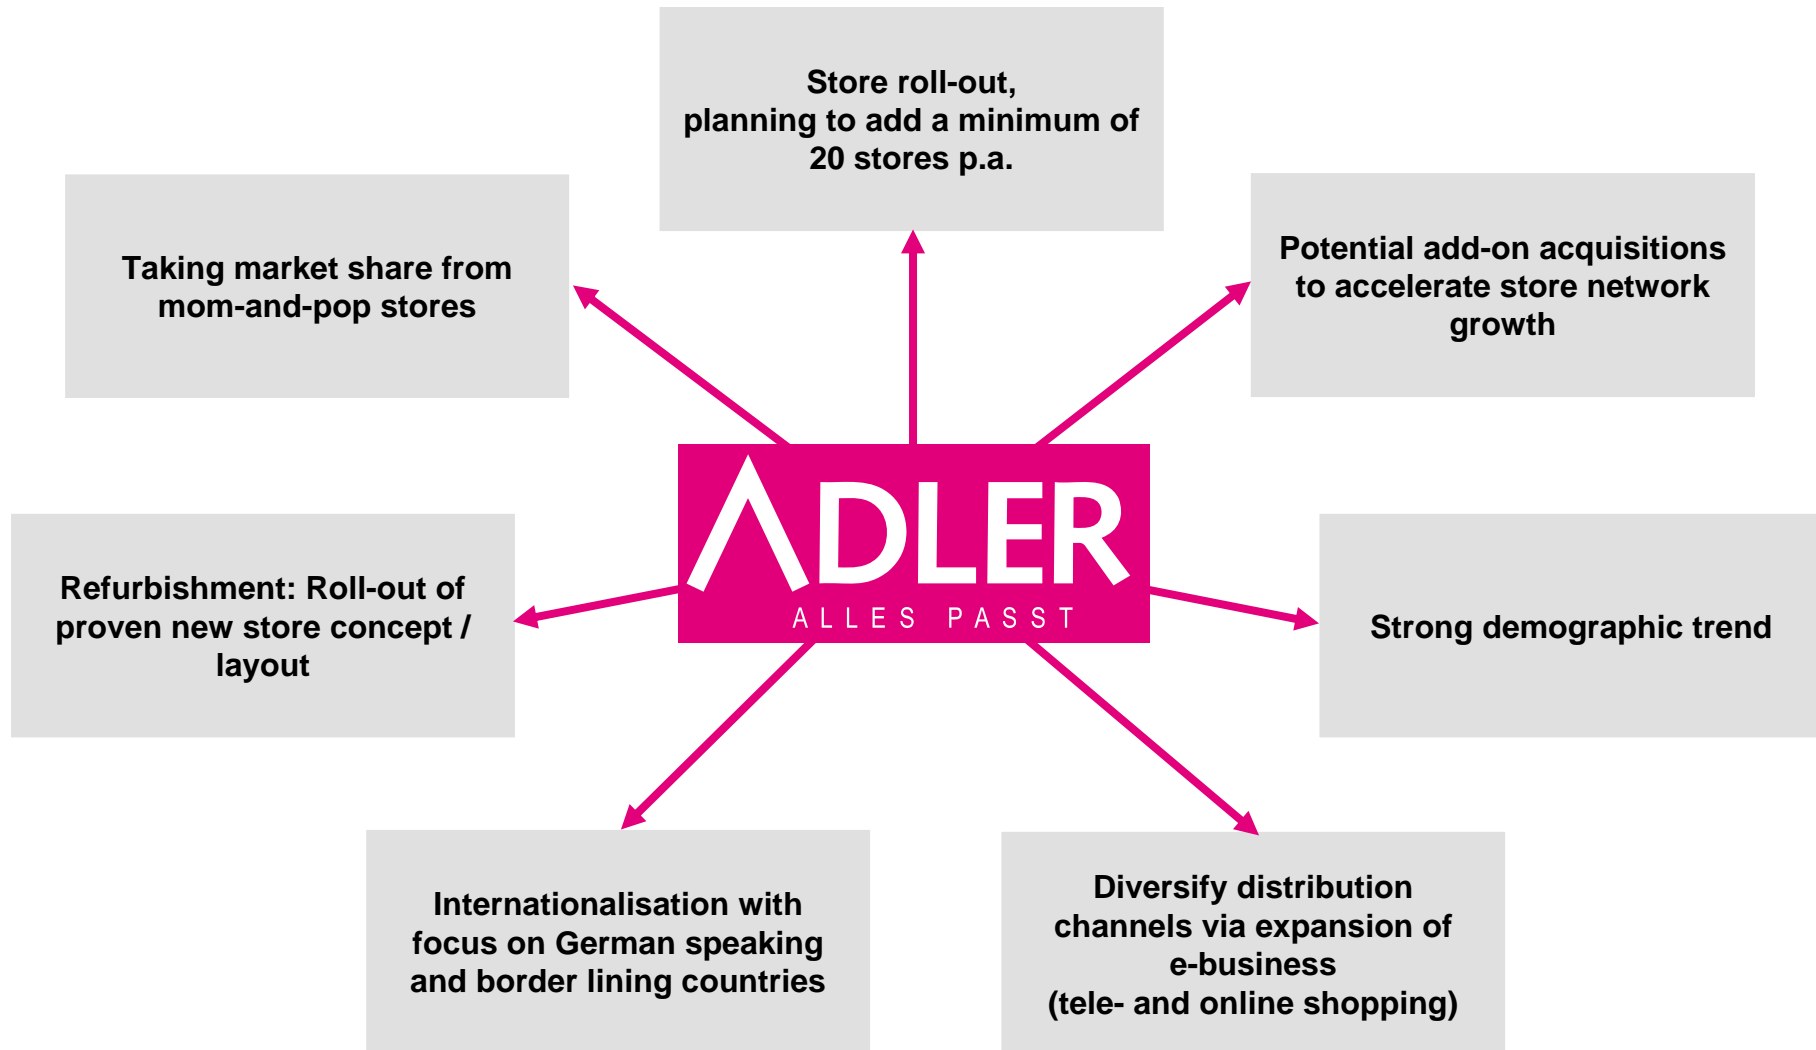 Store roll-out,
planning to add a minimum of
20 stores p.a.
Taking market share from
mom-and-pop stores
Potential add-on acquisitions
to accelerate store network
growth
ADLER
ALLES PASST
Refurbishment: Roll-out of
proven new store concept /
layout
Strong demographic trend
Internationalisation with
focus on German speaking
and border lining countries
Diversify distribution
channels via expansion of
e-business
(tele- and online shopping)